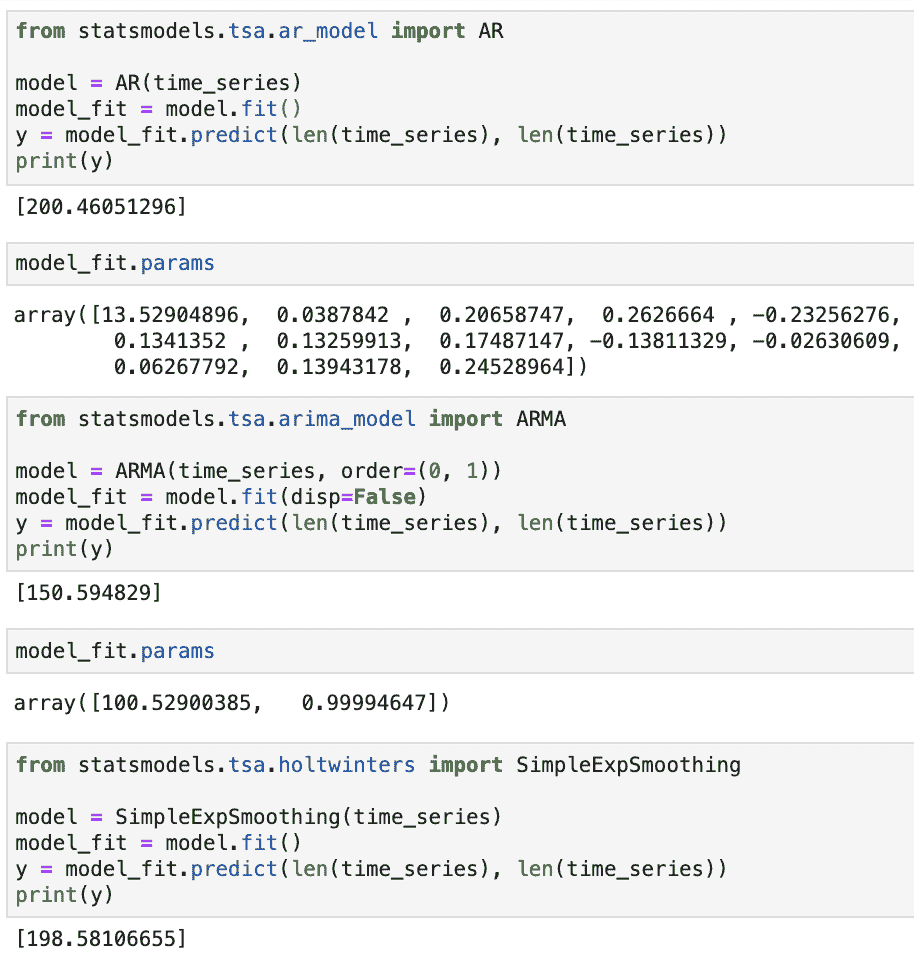 from statsmodels.tsa.ar_model import AR
model = AR(time_series)
model_fit = model.fit()
y = model_fit.predict(len(time_series), len(time_series))
print(y)
[200.46051296]
model_fit.params
array([13.52904896,  0.0387842 ,  0.20658747,  0.2626664 , -0.23256276,
        0.1341352 ,  0.13259913,  0.17487147, -0.13811329, -0.02630609,
        0.06267792,  0.13943178,  0.24528964])
from statsmodels.tsa.arima_model import ARMA
model = ARMA(time_series, order=(0, 1))
model_fit = model.fit(disp=False)
y = model_fit.predict(len(time_series), len(time_series))
print(y)
[150.594829]
model_fit.params
array([100.52900385,   0.99994647])
from statsmodels.tsa.holtwinters import SimpleExpSmoothing
model = SimpleExpSmoothing(time_series)
model_fit = model.fit()
y = model_fit.predict(len(time_series), len(time_series))
print(y)
[198.58106655]